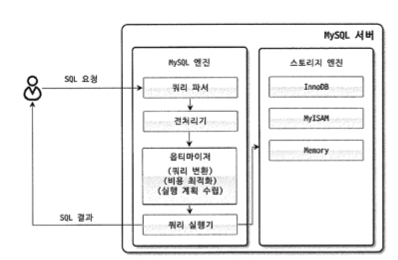 MySQL 서버
MySQL 엔진
스토리지 엔진
SQL 요청
쿼리 파서
InnoDB
전처리기
MyISAM
옵티마이저
(쿼리 변환)
(비용 최적화)
(실행 계획 수립)
Memory
SQL 결과
쿼리 실행기